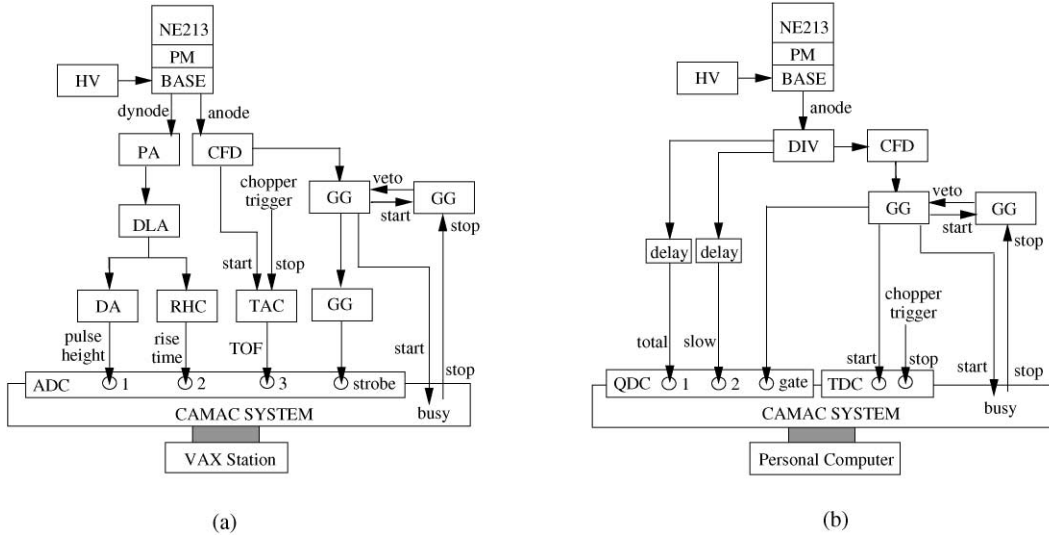 NE213
PM
HV
BASE
dynode
anode
PA
CFD
chopper
trigger
GG
veto
start
GG
stop
DLA
start
stop
DA
RHC
TAC
GG
pulse
height
rise
time
TOF
start
stop
ADC
1
2
3
strobe
busy
CAMAC SYSTEM
VAX Station
(a)
NE213
PM
HV
BASE
anode
DIV
CFD
GG
veto
start
GG
stop
delay
delay
chopper
trigger
total
slow
start
stop
start
stop
QDC
1
2
gate
TDC
busy
CAMAC SYSTEM
Personal Computer
(b)